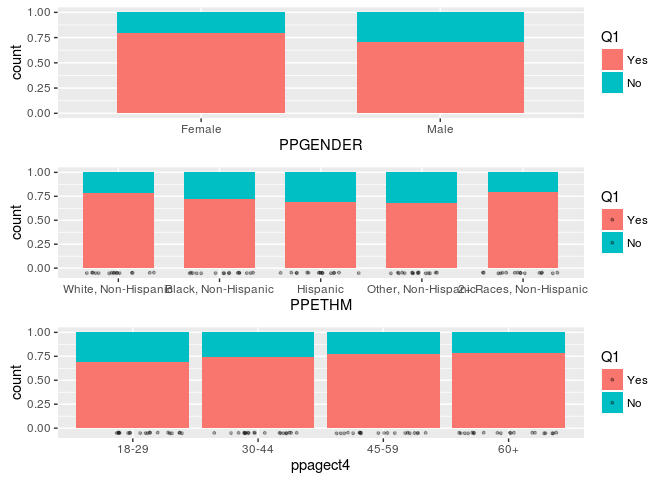 1.00
0.75
0.50
0.25
0.00
count
Female Male
PPGENDER
Q1
Yes
No
1.00
0.75
0.50
0.25
0.00
count
White, Non-Hispanic Black, Non-Hispanic Hispanic Other, Non-Hispanic 2+ Races, Non-Hispanic
PPETHM
Q1
Yes
No
1.00
0.75
0.50
0.25
0.00
count
18-29 30-44 45-59 60+
ppagect4
Q1
Yes
No